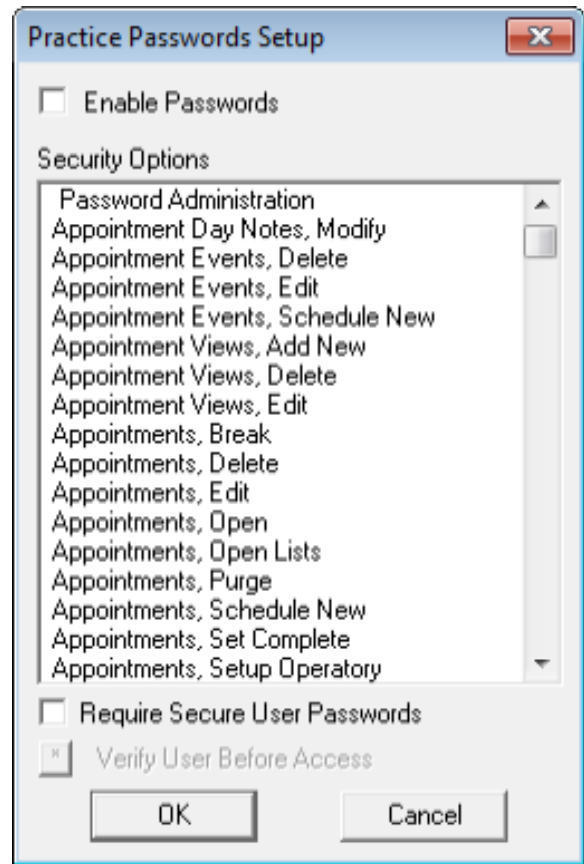 Practice Passwords Setup
Enable Passwords
Security Options
Password Administration
Appointment Day Notes, Modify
Appointment Events, Delete
Appointment Events, Edit
Appointment Events, Schedule New
Appointment Views, Add New
Appointment Views, Delete
Appointment Views, Edit
Appointments, Break
Appointments, Delete
Appointments, Edit
Appointments, Open
Appointments, Open Lists
Appointments, Purge
Appointments, Schedule New
Appointments, Set Complete
Appointments, Setup Operatory
Require Secure User Passwords
Verify User Before Access
OK Cancel